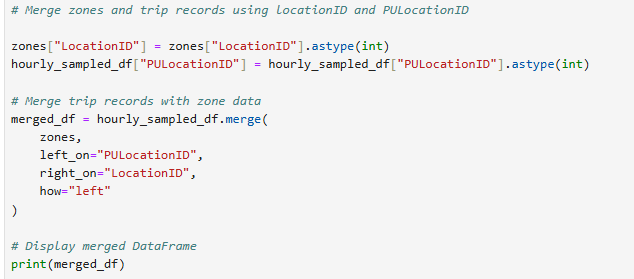 # Merge zones and trip records using locationID and PULocationID
zones["LocationID"] = zones["LocationID"].astype(int)
hourly_sampled_df["PULocationID"] = hourly_sampled_df["PULocationID"].astype(int)
# Merge trip records with zone data
merged_df = hourly_sampled_df.merge(
    zones,
    left_on="PULocationID",
    right_on="LocationID",
    how="left"
)
# Display merged DataFrame
print(merged_df)